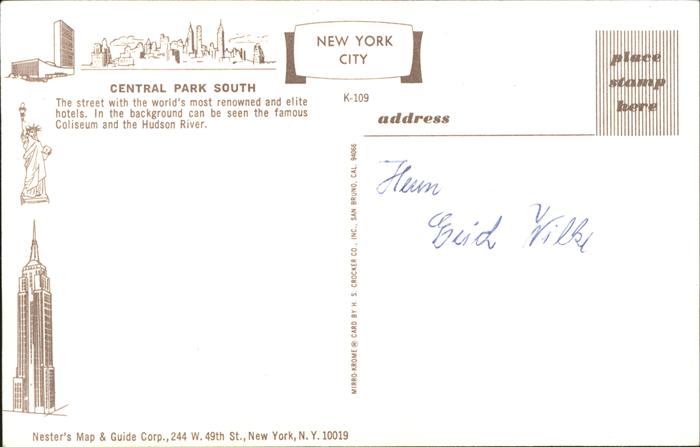 NEW YORK
CITY
CENTRAL PARK SOUTH
The street with the world's most renowned and elite
hotels. In the background can be seen the famous
Coliseum and the Hudson River.
K-109
address
place
stamp
here
Herrn
MIRRO-KROME® CARD BY H. S. CROCKER CO., INC., SAN BRUNO, CAL. 94066
Nester's Map & Guide Corp., 244 W. 49th St., New York, N.Y. 10019